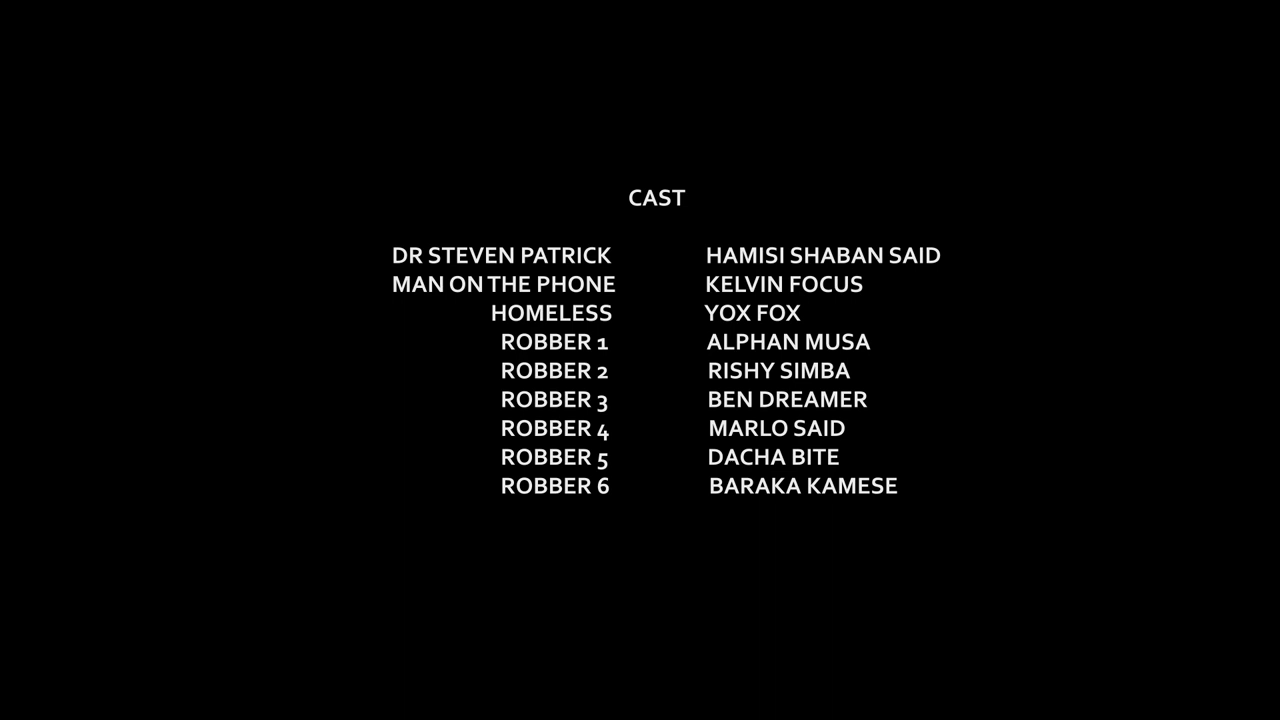 CAST
DR STEVEN PATRICK HAMISI SHABAN SAID
MAN ON THE PHONE KELVIN FOCUS
HOMELESS YOX FOX
ROBBER 1 ALPHAN MUSA
ROBBER 2 RISHY SIMBA
ROBBER 3 BEN DREAMER
ROBBER 4 MARLO SAID
ROBBER 5 DACHA BITE
ROBBER 6 BARAKA KAMESE